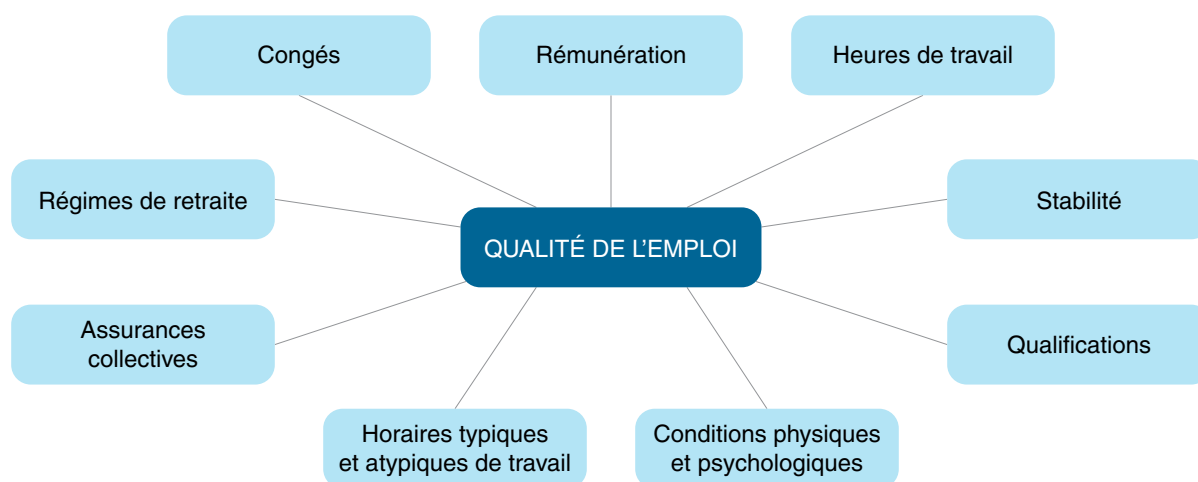 Congés
Rémunération
Heures de travail
Régimes de retraite
Stabilité
QUALITÉ DE L’EMPLOI
Assurances
collectives
Qualifications
Horaires typiques
et atypiques de travail
Conditions physiques
et psychologiques